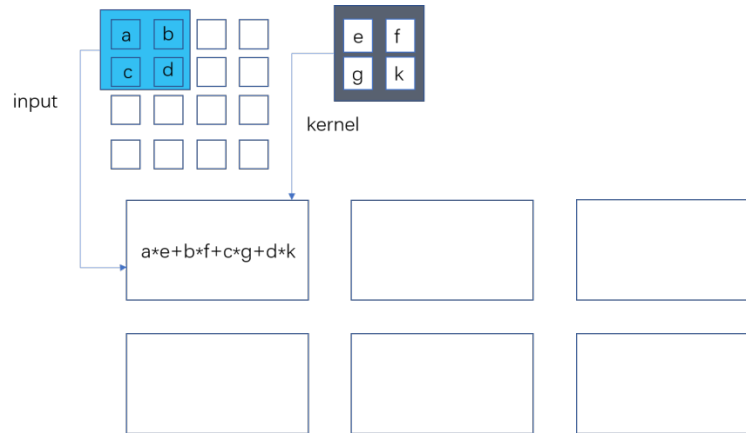 a b
e f
c d
g k
input
kernel
a*e+b*f+c*g+d*k